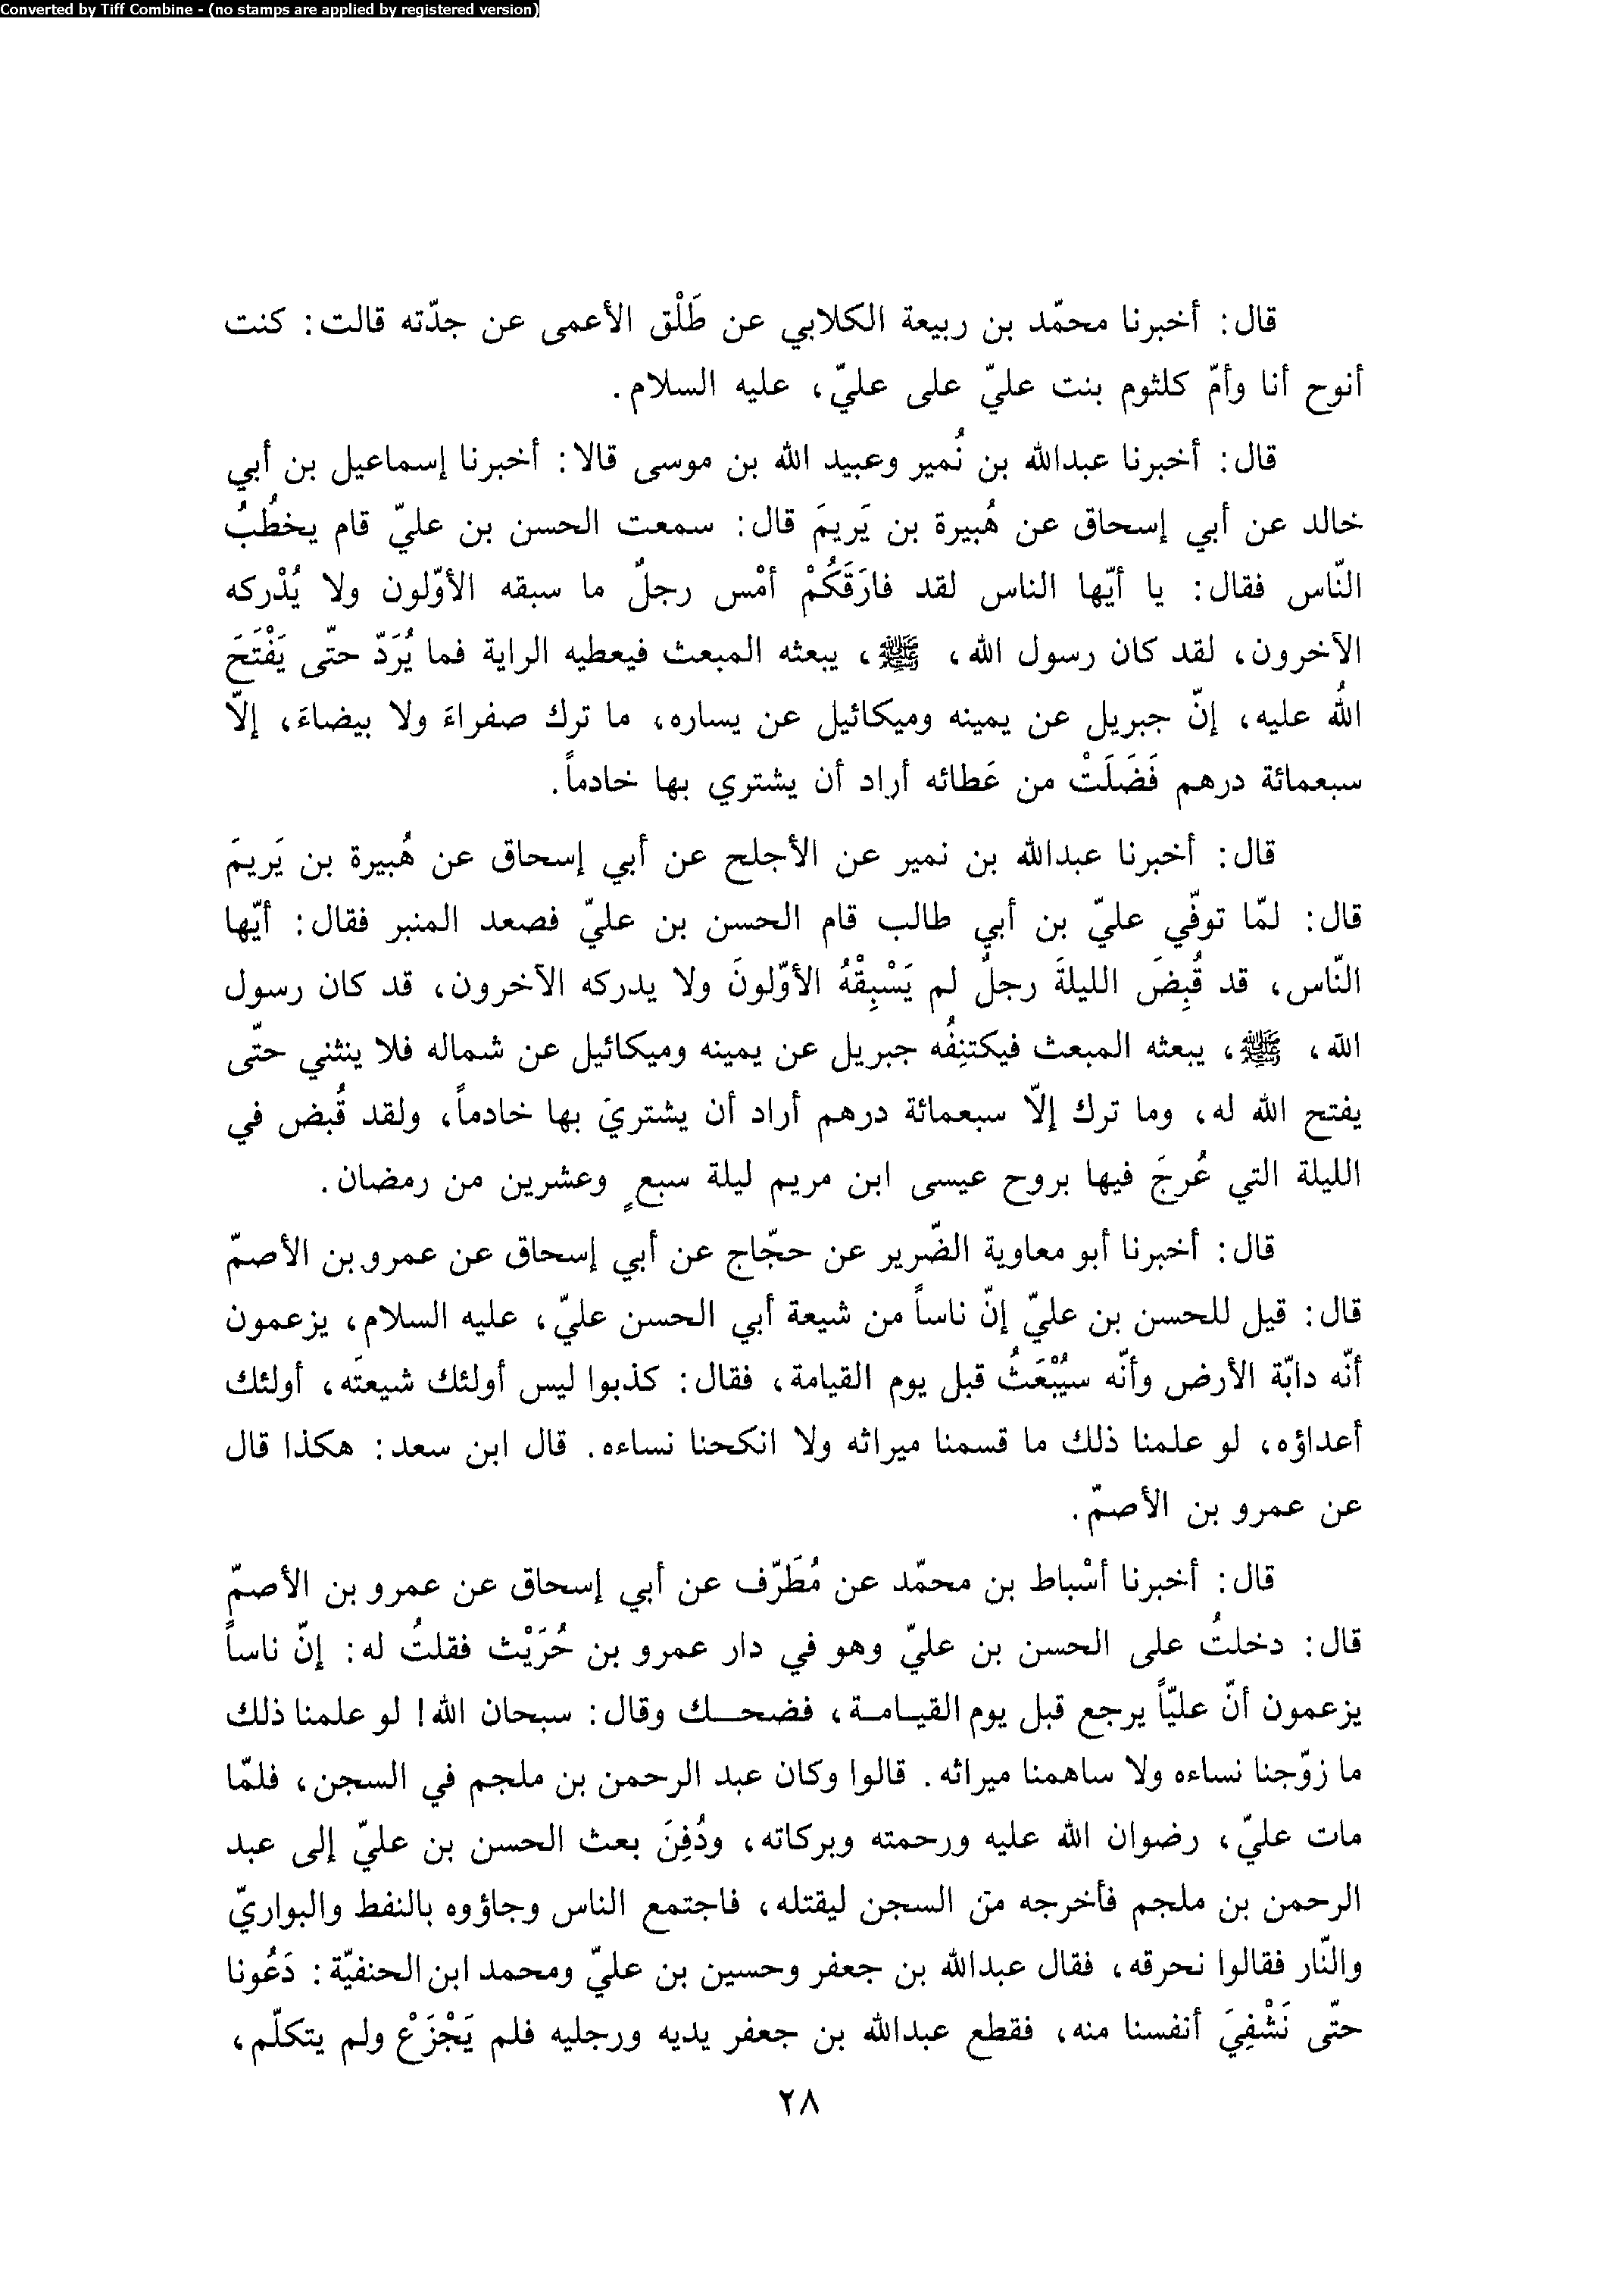 Converted by Tiff Combine - (no stamps are applied by registered version)
قال: أخبرنا محمّد بن ربيعة الكلابي عن طَلْق الأعمى عن جدّته قالت: كنت
أنوح أنا وأمّ كلثوم بنت عليّ على عليّ، عليه السلام.
قال: أخبرنا عبدالله بن نُمير وعبيد الله بن موسى قالا: أخبرنا إسماعيل بن أبي
خالد عن أبي إسحاق عن هُبيرة بن يَريمَ قال: سمعت الحسن بن عليّ قام يخطُبُ
النّاس فقال: يا أيّها الناس لقد فارَقَكُمْ أمْس رجلٌ ما سبقه الأوّلون ولا يُدْركه
الآخرون، لقد كان رسول الله، ﷺ، يبعثه المبعث فيعطيه الراية فما يُرَدّ حتّى يَفْتَحَ
اللهُ عليه، إنّ جبريل عن يمينه وميكائيل عن يساره، ما ترك صفراءَ ولا بيضاءَ، إلّا
سبعمائة درهم فَضَلَتْ من عَطائه أراد أن يشتري بها خادماً.
قال: أخبرنا عبدالله بن نمير عن الأجلح عن أبي إسحاق عن هُبيرة بن يَريمَ
قال: لمّا توفّي عليّ بن أبي طالب قام الحسن بن عليّ فصعد المنبر فقال: أيّها
النّاس، قد قُبِضَ الليلةَ رجلٌ لم يَسْبِقْهُ الأوّلونَ ولا يدركه الآخرون، قد كان رسول
الله، ﷺ، يبعثه المبعث فيكتنِفُه جبريل عن يمينه وميكائيل عن شماله فلا ينثني حتّى
يفتح الله له، وما ترك إلّا سبعمائة درهم أراد أن يشتريَ بها خادماً، ولقد قُبض في
الليلة التي عُرجَ فيها بروح عيسى ابن مريم ليلة سبعٍ وعشرين من رمضان.
قال: أخبرنا أبو معاوية الضّرير عن حجّاج عن أبي إسحاق عن عمرو بن الأصمّ
قال: قيل للحسن بن عليّ إنّ ناساً من شيعة أبي الحسن عليّ، عليه السلام، يزعمون
أنّه دابّة الأرض وأنّه سيُبْعَثُ قبل يوم القيامة، فقال: كذبوا ليس أولئك شيعتَه، أولئك
أعداؤه، لو علمنا ذلك ما قسمنا ميراثه ولا انكحنا نساءه. قال ابن سعد: هكذا قال
عن عمرو بن الأصمّ.
قال: أخبرنا أسْباط بن محمّد عن مُطَرّف عن أبي إسحاق عن عمرو بن الأصمّ
قال: دخلتُ على الحسن بن عليّ وهو في دار عمرو بن حُرَيْث فقلتُ له: إنّ ناساً
يزعمون أنّ عليّاً يرجع قبل يوم القيـامـة، فضحـــك وقال: سبحان الله! لو علمنا ذلك
ما زوّجنا نساءه ولا ساهمنا ميراثه. قالوا وكان عبد الرحمن بن ملجم في السجن، فلمّا
مات عليّ، رضوان الله عليه ورحمته وبركاته، ودُفِنَ بعث الحسن بن عليّ إلى عبد
الرحمن بن ملجم فأخرجه من السجن ليقتله، فاجتمع الناس وجاؤوه بالنفط والبواريّ
والنّار فقالوا نحرقه، فقال عبدالله بن جعفر وحسين بن عليّ ومحمد ابن الحنفيّة: دَعُونا
حتّى نَشْفِيَ أنفسنا منه، فقطع عبدالله بن جعفر يديه ورجليه فلم يَجْزَعْ ولم يتكلّم،
٢٨